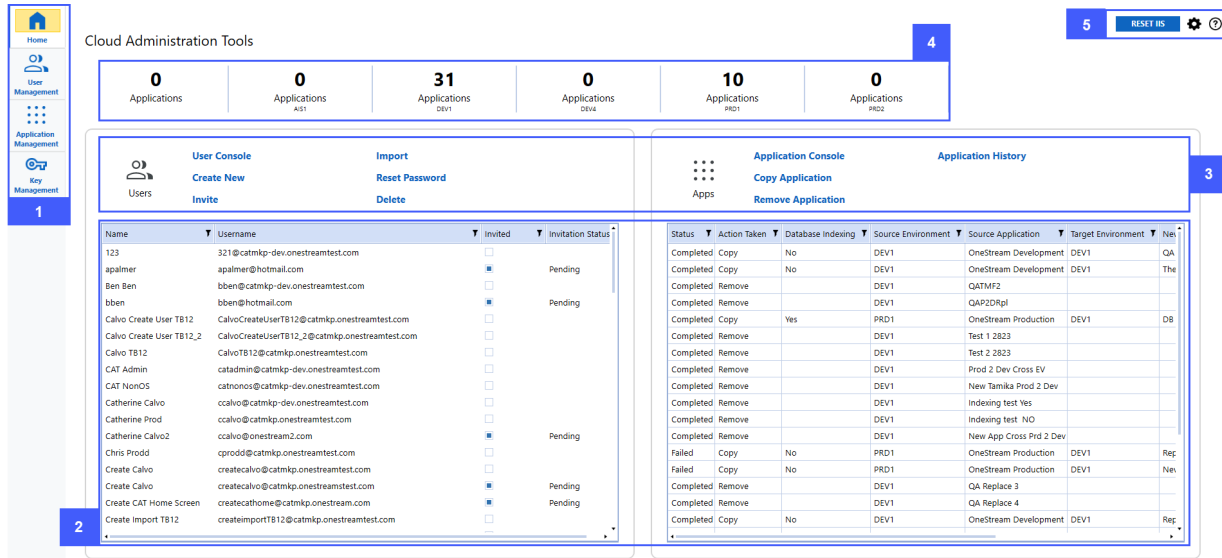 5
RESET IIS
Home
Cloud Administration Tools
4
User
Management
0
0
31
0
10
0
Applications
Applications
Applications
Applications
Applications
Applications
AIS1
DEV1
DEV4
PRD1
PRD2
Application
Management
Key
Management
1
Users
User Console
Import
Create New
Reset Password
Invite
Delete
Apps
Application Console
Application History
Copy Application
Remove Application
3
Name Username Invited Invitation Status
123 321@catmkp-dev.onestreamtest.com
apalmer apalmer@hotmail.com Pending
Ben Ben bben@catmkp-dev.onestreamtest.com
bben bben@hotmail.com Pending
Calvo Create User TB12 CalvoCreateUserTB12@catmkp.onestreamtest.com
Calvo Create User TB12_2 CalvoCreateUserTB12_2@catmkp.onestreamtest.com
Calvo TB12 CalvoTB12@catmkp.onestreamtest.com
CAT Admin catadmin@catmkp-dev.onestreamtest.com
CAT NonOS catnonos@catmkp-dev.onestreamtest.com
Catherine Calvo ccalvo@catmkp-dev.onestreamtest.com
Catherine Prod ccalvo@catmkp.onestreamtest.com
Catherine Calvo2 ccalvo@onestream2.com Pending
Chris Prodd cprodd@catmkp.onestreamtest.com
Create Calvo createcalvo@catmkp.onestreamtest.com
Create Calvo createcalvo@catmkp.onestreamstest.com Pending
Create CAT Home Screen createcathome@catmkp.onestream.com Pending
Create Import TB12 createimportTB12@catmkp.onestreamtest.com
2
Status Action Taken Database Indexing Source Environment Source Application Target Environment Nev
Completed Copy No DEV1 OneStream Development DEV1 QA
Completed Copy No DEV1 OneStream Development DEV1 The
Completed Remove DEV1 QATMF2
Completed Remove DEV1 QAP2DRpl
Completed Copy Yes PRD1 OneStream Production DEV1 DB
Completed Remove DEV1 Test 1 2823
Completed Remove DEV1 Test 2 2823
Completed Remove DEV1 Prod 2 Dev Cross EV
Completed Remove DEV1 New Tamika Prod 2 Dev
Completed Remove DEV1 Indexing test Yes
Completed Remove DEV1 Indexing test NO
Completed Remove DEV1 New App Cross Prd 2 Dev
Failed Copy No PRD1 OneStream Production DEV1 Rep
Failed Copy No PRD1 OneStream Production DEV1 Nev
Completed Remove DEV1 QA Replace 3
Completed Remove DEV1 QA Replace 4
Completed Copy No DEV1 OneStream Development DEV1 Rep